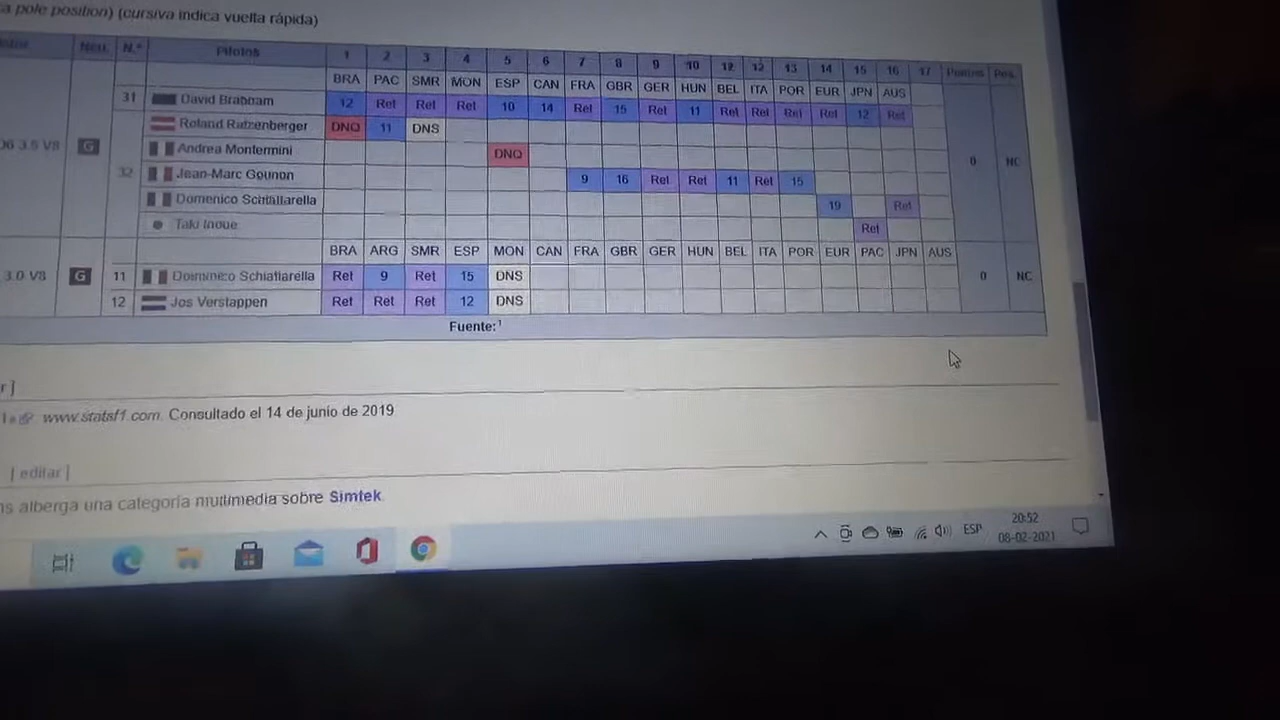 a pole position) (cursiva indica vuelta rápida)
Neu. N.º Pilotos 1 2 3 4 5 6 7 8 9 10 12 12 13 14 15 16 17 Puntos Pos.
BRA PAC SMR MON ESP CAN FRA GBR GER HUN BEL ITA POR EUR JPN AUS
31 David Brabham 12 Ret Ret Ret 10 14 Ret 15 Ret 11 Ret Ret Ret Ret 12 Ret
Roland Ratzenberger DNQ 11 DNS
06 3.5 V8 G Andrea Montermini DNQ 0 NC
32 Jean-Marc Gounon 9 16 Ret Ret 11 Ret 15
Domenico Schiattarella 19 Ret
Taki Inoue Ret
BRA ARG SMR ESP MON CAN FRA GBR GER HUN BEL ITA POR EUR PAC JPN AUS
3.0 V8 G 11 Domenico Schiattarella Ret 9 Ret 15 DNS 0 NC
12 Jos Verstappen Ret Ret Ret 12 DNS
Fuente:1
r ]
www.statsf1.com. Consultado el 14 de junio de 2019
[ editar ]
ns alberga una categoría multimedia sobre Simtek
ESP 20:52
08-02-2021